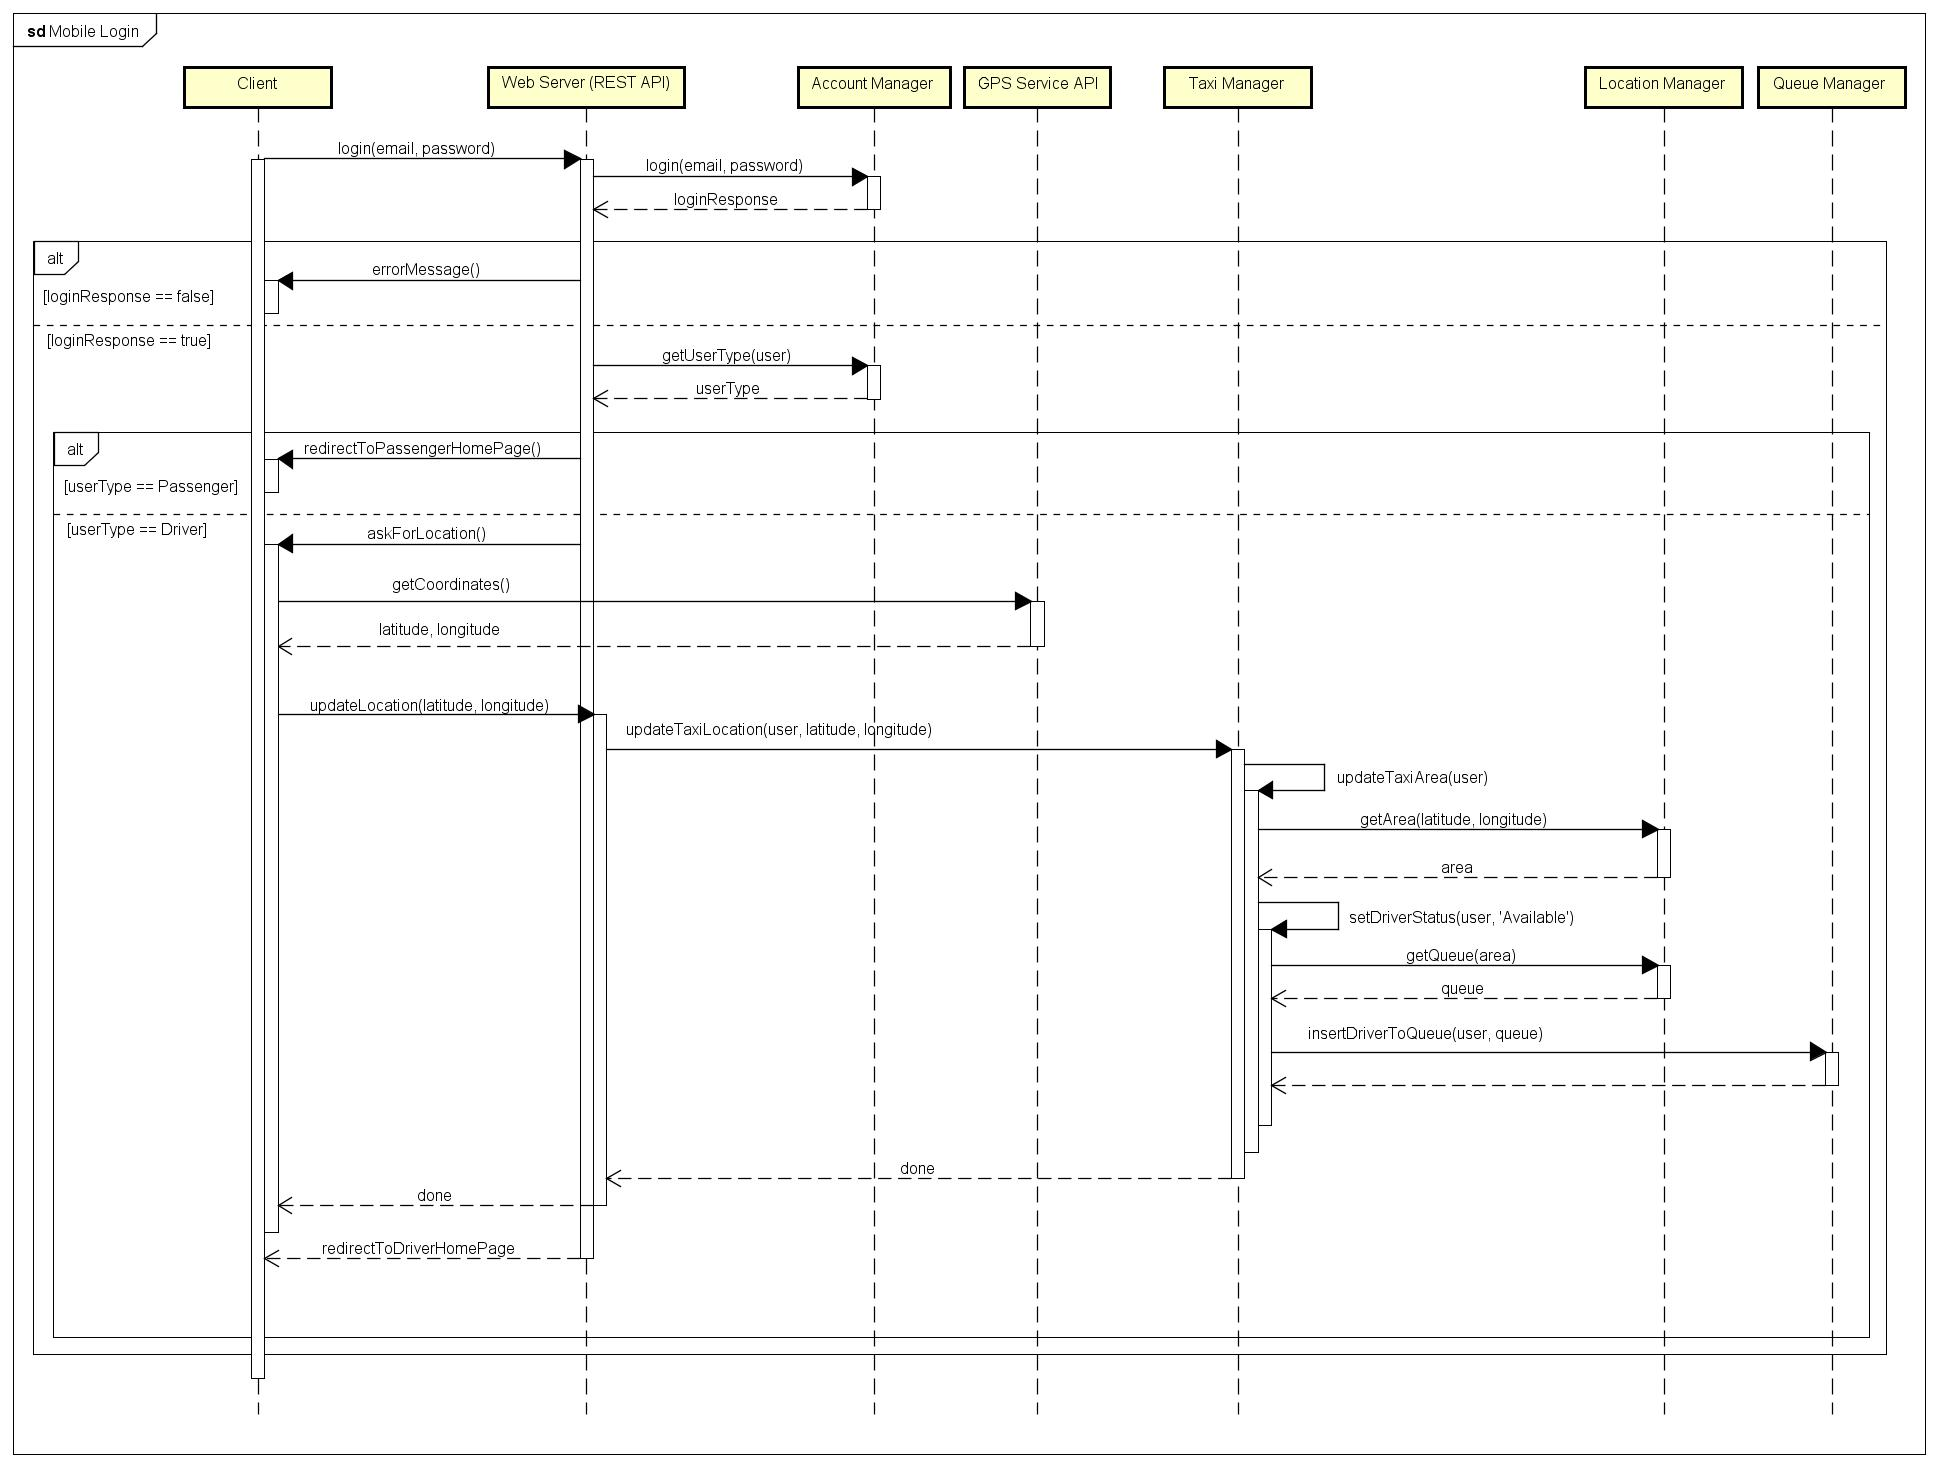 sd Mobile Login
Client
Web Server (REST API)
Account Manager
GPS Service API
Taxi Manager
Location Manager
Queue Manager
login(email, password)
login(email, password)
loginResponse
alt
errorMessage()
[loginResponse == false]
[loginResponse == true]
getUserType(user)
userType
alt
redirectToPassengerHomePage()
[userType == Passenger]
[userType == Driver]
askForLocation()
getCoordinates()
latitude, longitude
updateLocation(latitude, longitude)
updateTaxiLocation(user, latitude, longitude)
updateTaxiArea(user)
getArea(latitude, longitude)
area
setDriverStatus(user, 'Available')
getQueue(area)
queue
insertDriverToQueue(user, queue)
done
done
redirectToDriverHomePage